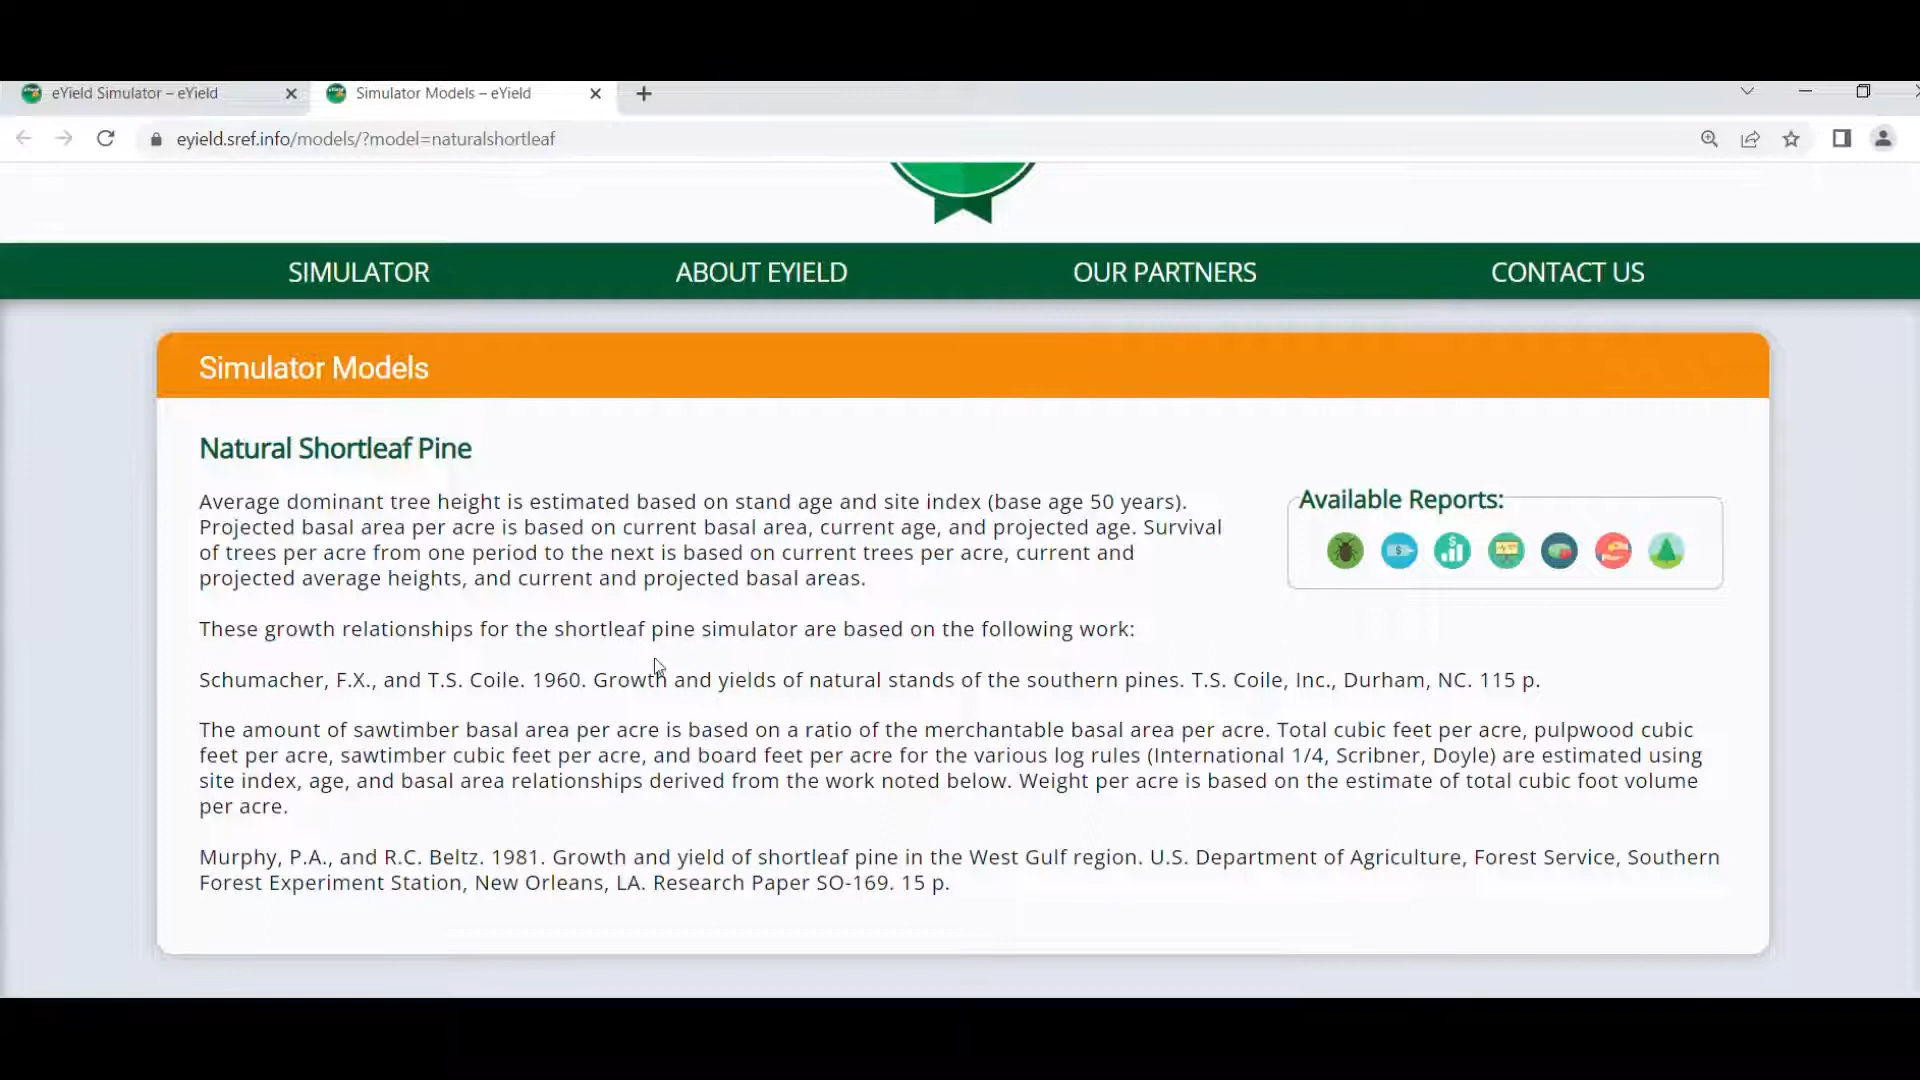 eYield Simulator – eYield
Simulator Models – eYield
eyield.sref.info/models/?model=naturalshortleaf
SIMULATOR
ABOUT EYIELD
OUR PARTNERS
CONTACT US
Simulator Models
Natural Shortleaf Pine
Average dominant tree height is estimated based on stand age and site index (base age 50 years).
Projected basal area per acre is based on current basal area, current age, and projected age. Survival
of trees per acre from one period to the next is based on current trees per acre, current and
projected average heights, and current and projected basal areas.
Available Reports:
These growth relationships for the shortleaf pine simulator are based on the following work:
Schumacher, F.X., and T.S. Coile. 1960. Growth and yields of natural stands of the southern pines. T.S. Coile, Inc., Durham, NC. 115 p.
The amount of sawtimber basal area per acre is based on a ratio of the merchantable basal area per acre. Total cubic feet per acre, pulpwood cubic
feet per acre, sawtimber cubic feet per acre, and board feet per acre for the various log rules (International 1/4, Scribner, Doyle) are estimated using
site index, age, and basal area relationships derived from the work noted below. Weight per acre is based on the estimate of total cubic foot volume
per acre.
Murphy, P.A., and R.C. Beltz. 1981. Growth and yield of shortleaf pine in the West Gulf region. U.S. Department of Agriculture, Forest Service, Southern
Forest Experiment Station, New Orleans, LA. Research Paper SO-169. 15 p.